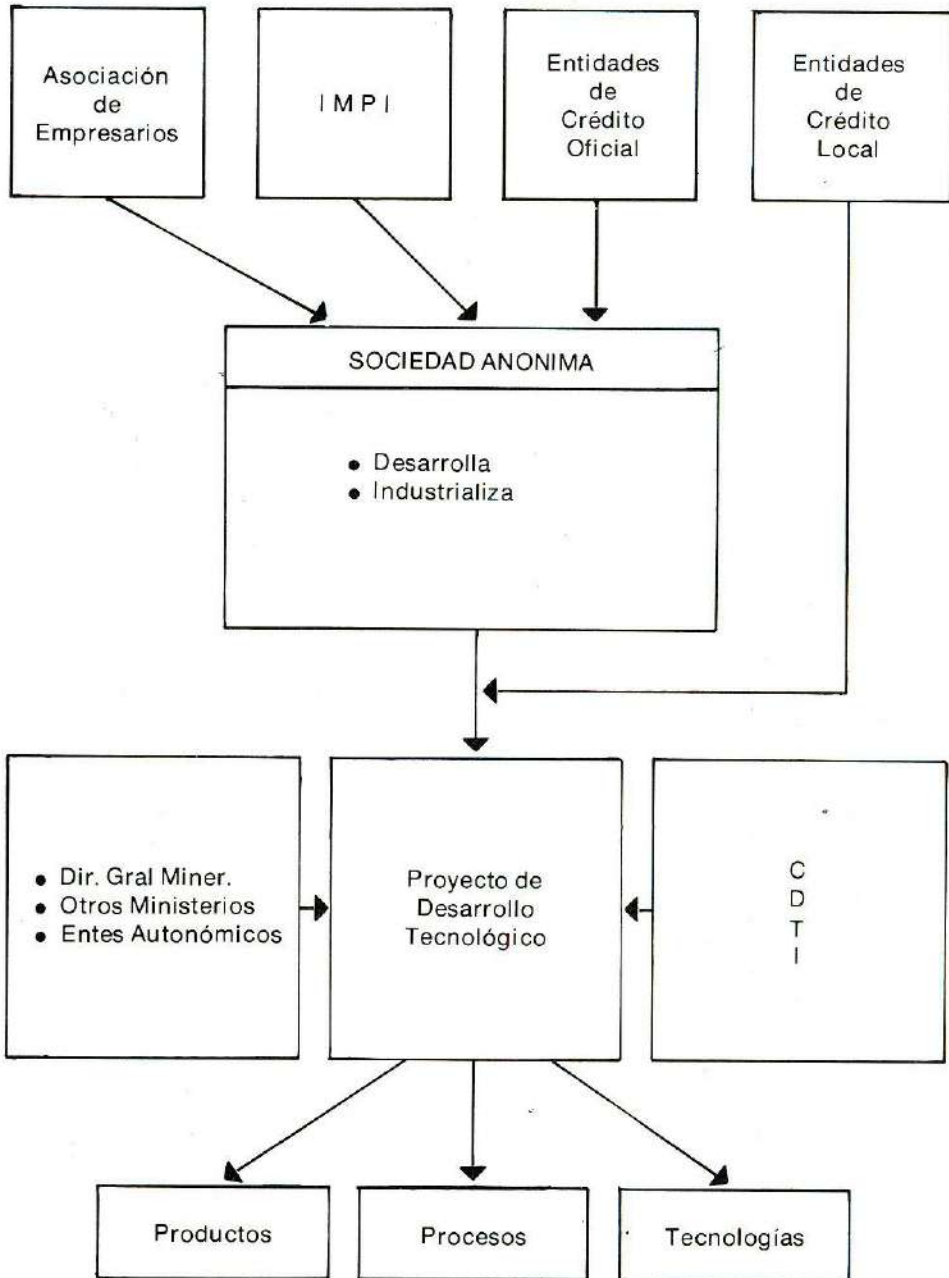 Asociación
de
Empresarios
I M P I
Entidades
de
Crédito
Oficial
Entidades
de
Crédito
Local
SOCIEDAD ANONIMA
● Desarrolla
● Industrializa
● Dir. Gral Miner.
● Otros Ministerios
● Entes Autonómicos
Proyecto de
Desarrollo
Tecnológico
C
D
T
I
Productos
Procesos
Tecnologías